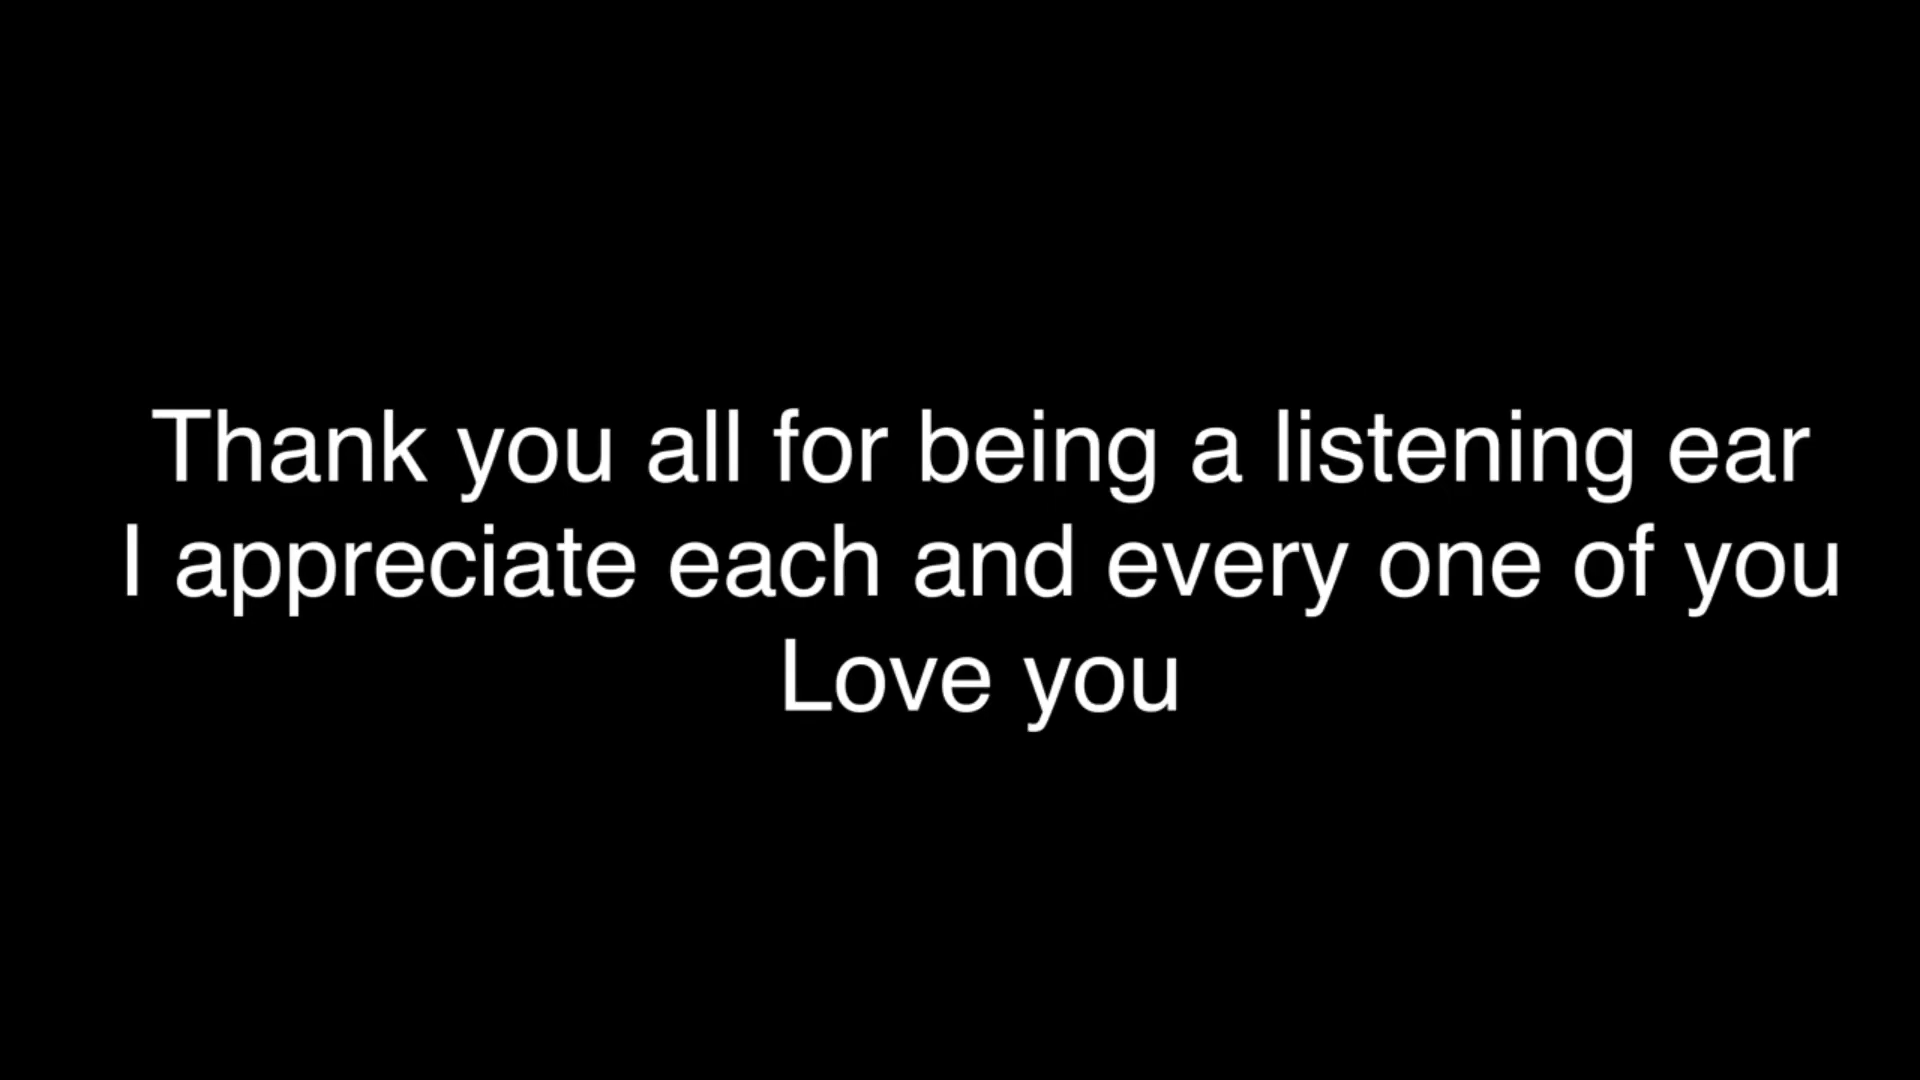 Thank you all for being a listening ear
I appreciate each and every one of you
Love you